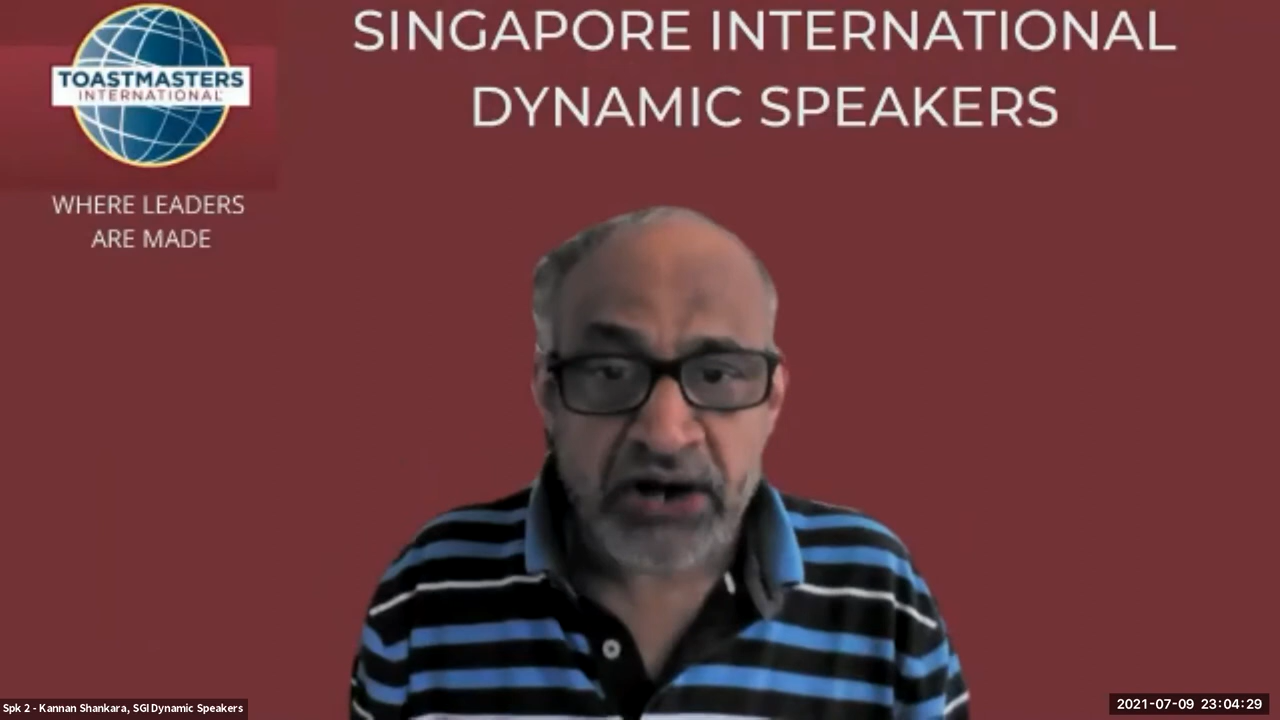 TOASTMASTERS
INTERNATIONAL
WHERE LEADERS
ARE MADE
SINGAPORE INTERNATIONAL
DYNAMIC SPEAKERS
Spk 2 - Kannan Shankara, SGI Dynamic Speakers
2021-07-09 23:04:29